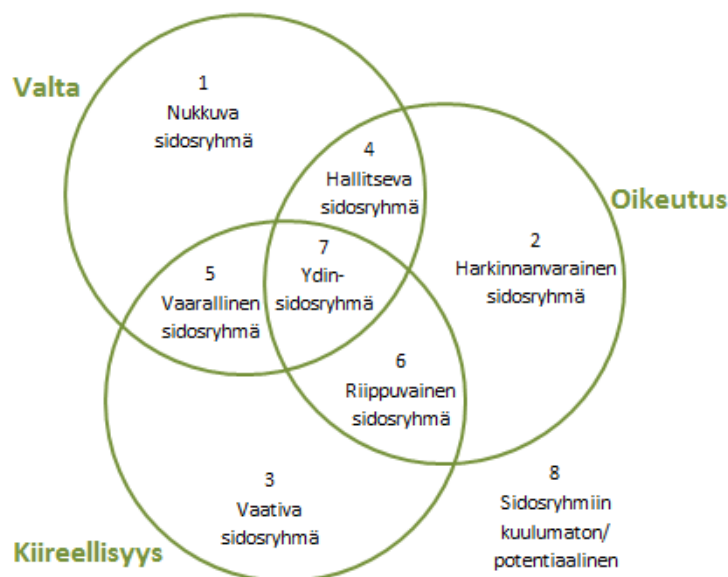 Valta
1
Nukkuva
sidosryhmä
4
Hallitseva
sidosryhmä
Oikeutus
2
Harkinnanvarainen
sidosryhmä
7
Ydin-
sidosryhmä
5
Vaarallinen
sidosryhmä
6
Riippuvainen
sidosryhmä
3
Vaativa
sidosryhmä
8
Sidosryhmiin
kuulumaton/
potentiaalinen
Kiireellisyys